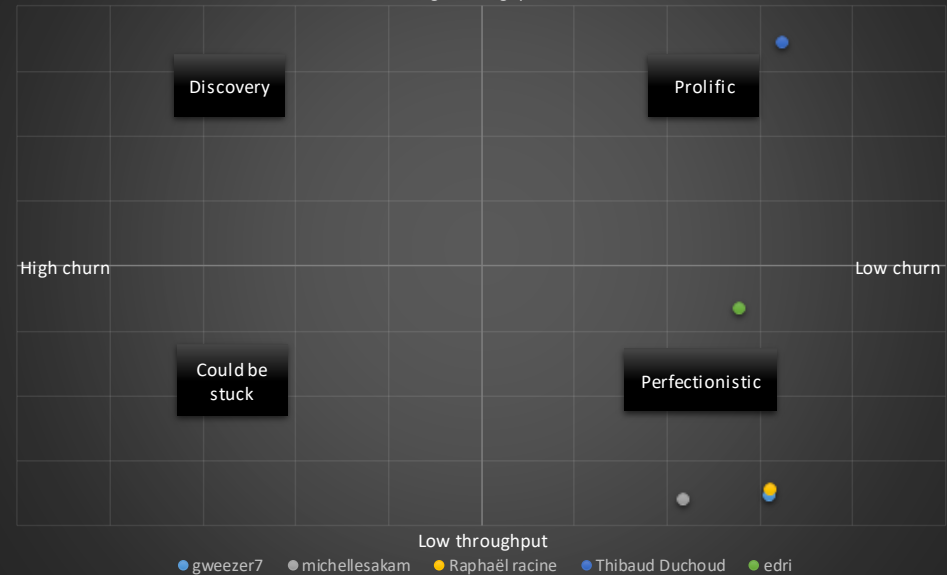 Discovery
Prolific
High churn
Low churn
Could be
stuck
Perfectionistic
Low throughput
gweezer7
michellesakam
Raphaël racine
Thibaud Duchoud
edri